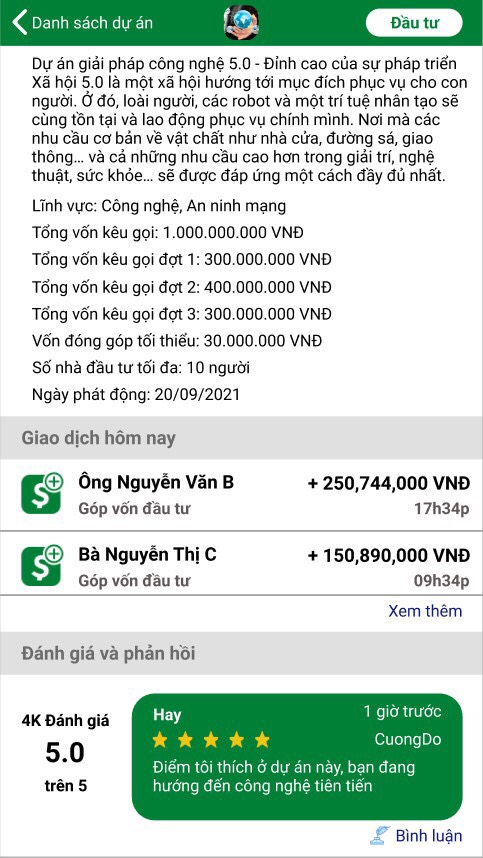 Danh sách dự án
Đầu tư
Dự án giải pháp công nghệ 5.0 - Đỉnh cao của sự pháp triển
Xã hội 5.0 là một xã hội hướng tới mục đích phục vụ cho con
người. Ở đó, loài người, các robot và một trí tuệ nhân tạo sẽ
cùng tồn tại và lao động phục vụ chính mình. Nơi mà các
nhu cầu cơ bản về vật chất như nhà cửa, đường sá, giao
thông... và cả những nhu cầu cao hơn trong giải trí, nghệ
thuật, sức khỏe... sẽ được đáp ứng một cách đầy đủ nhất.
Lĩnh vực: Công nghệ, An ninh mạng
Tổng vốn kêu gọi: 1.000.000.000 VNĐ
Tổng vốn kêu gọi đợt 1: 300.000.000 VNĐ
Tổng vốn kêu gọi đợt 2: 400.000.000 VNĐ
Tổng vốn kêu gọi đợt 3: 300.000.000 VNĐ
Vốn đóng góp tối thiểu: 30.000.000 VNĐ
Số nhà đầu tư tối đa: 10 người
Ngày phát động: 20/09/2021
Giao dịch hôm nay
Ông Nguyễn Văn B
+ 250,744,000 VNĐ
Góp vốn đầu tư
17h34p
Bà Nguyễn Thị C
+ 150,890,000 VNĐ
Góp vốn đầu tư
09h34p
Xem thêm
Đánh giá và phản hồi
4K Đánh giá
5.0
trên 5
Hay
1 giờ trước
CuongDo
Điểm tôi thích ở dự án này, bạn đang
hướng đến công nghệ tiên tiến
Bình luận